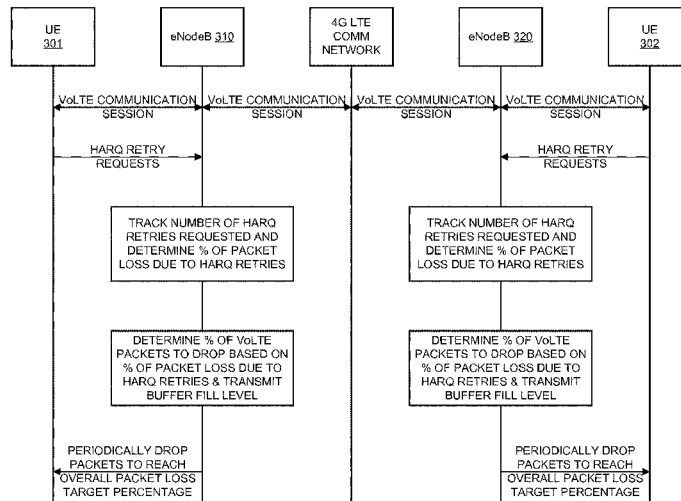 UE
301
eNodeB 310
4G LTE
COMM
NETWORK
eNodeB 320
UE
302
VoLTE COMMUNICATION
SESSION
VoLTE COMMUNICATION
SESSION
VoLTE COMMUNICATION
SESSION
VoLTE COMMUNICATION
SESSION
HARQ RETRY
REQUESTS
HARQ RETRY
REQUESTS
TRACK NUMBER OF HARQ
RETRIES REQUESTED AND
DETERMINE % OF PACKET
LOSS DUE TO HARQ RETRIES
TRACK NUMBER OF HARQ
RETRIES REQUESTED AND
DETERMINE % OF PACKET
LOSS DUE TO HARQ RETRIES
DETERMINE % OF VoLTE
PACKETS TO DROP BASED ON
% OF PACKET LOSS DUE TO
HARQ RETRIES & TRANSMIT
BUFFER FILL LEVEL
DETERMINE % OF VoLTE
PACKETS TO DROP BASED ON
% OF PACKET LOSS DUE TO
HARQ RETRIES & TRANSMIT
BUFFER FILL LEVEL
PERIODICALLY DROP
PACKETS TO REACH
OVERALL PACKET LOSS
TARGET PERCENTAGE
PERIODICALLY DROP
PACKETS TO REACH
OVERALL PACKET LOSS
TARGET PERCENTAGE